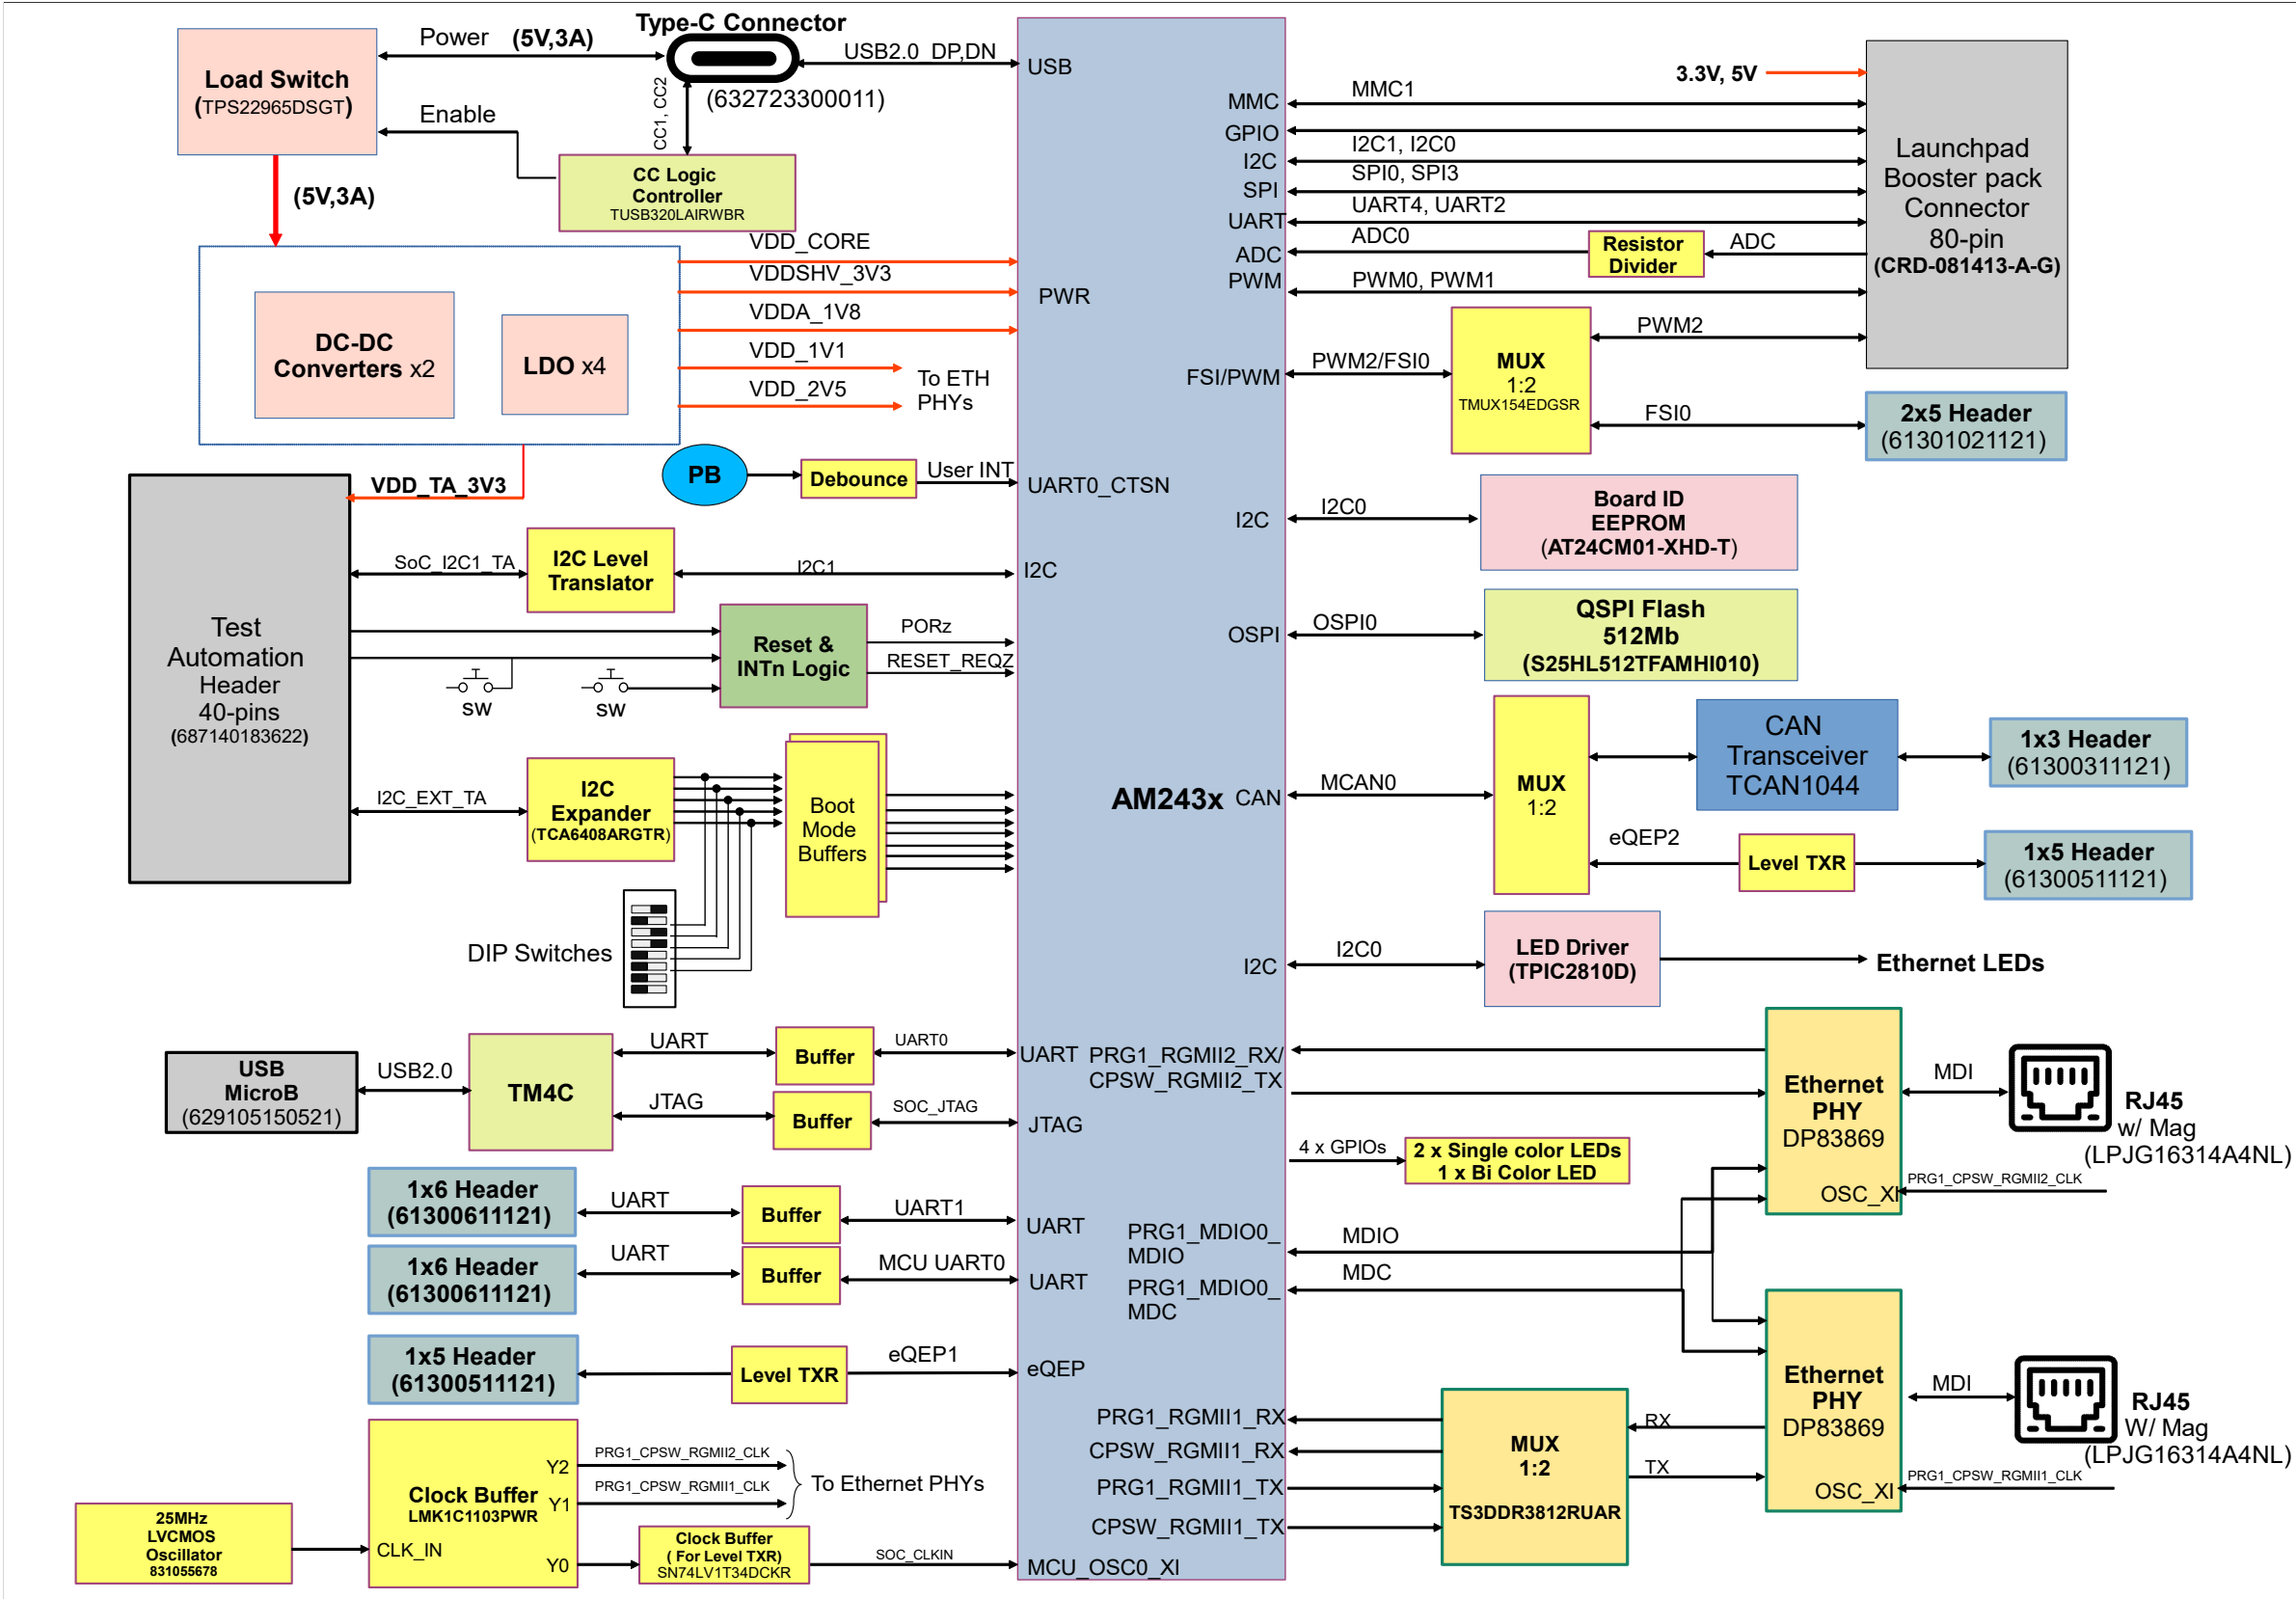 Type-C Connector
Power (5V,3A)
USB2.0_DP,DN
USB
(632723300011)
CC1, CC2
Load Switch
(TPS22965DSGT)
Enable
CC Logic
Controller
TUSB320LAIRWBR
(5V,3A)
VDD_CORE
VDDSHV_3V3
PWR
VDDA_1V8
VDD_1V1
VDD_2V5
To ETH
PHYs
DC-DC
Converters x2
LDO x4
PB
Debounce
User INT
UART0_CTSN
VDD_TA_3V3
Test
Automation
Header
40-pins
(687140183622)
SoC_I2C1_TA
I2C Level
Translator
I2C1
I2C
Reset &
INTn Logic
PORz
RESET_REQZ
SW
SW
I2C_EXT_TA
I2C
Expander
(TCA6408ARGTR)
Boot
Mode
Buffers
DIP Switches
USB
MicroB
(629105150521)
USB2.0
TM4C
UART
Buffer
UART0
UART
JTAG
Buffer
SOC_JTAG
JTAG
1x6 Header
(61300611121)
UART
Buffer
UART1
UART
1x6 Header
(61300611121)
UART
Buffer
MCU UART0
UART
1x5 Header
(61300511121)
Level TXR
eQEP1
eQEP
25MHz
LVCMOS
Oscillator
831055678
Clock Buffer
LMK1C1103PWR
CLK_IN
Y2
Y1
Y0
PRG1_CPSW_RGMII2_CLK
PRG1_CPSW_RGMII1_CLK
To Ethernet PHYs
Clock Buffer
( For Level TXR)
SN74LV1T34DCKR
SOC_CLKIN
MCU_OSC0_XI
AM243x
3.3V, 5V
MMC
MMC1
GPIO
I2C
I2C1, I2C0
SPI
SPI0, SPI3
UART
UART4, UART2
ADC
ADC0
Resistor
Divider
ADC
PWM
PWM0, PWM1
Launchpad
Booster pack
Connector
80-pin
(CRD-081413-A-G)
FSI/PWM
PWM2/FSI0
MUX
1:2
TMUX154EDGSR
PWM2
FSI0
2x5 Header
(61301021121)
I2C
I2C0
Board ID
EEPROM
(AT24CM01-XHD-T)
OSPI
OSPI0
QSPI Flash
512Mb
(S25HL512TFAMHI010)
CAN
MCAN0
MUX
1:2
CAN
Transceiver
TCAN1044
1x3 Header
(61300311121)
eQEP2
Level TXR
1x5 Header
(61300511121)
I2C
I2C0
LED Driver
(TPIC2810D)
Ethernet LEDs
PRG1_RGMII2_RX/
CPSW_RGMII2_TX
Ethernet
PHY
DP83869
OSC_XI
MDI
RJ45
w/ Mag
(LPJG16314A4NL)
PRG1_CPSW_RGMII2_CLK
4 x GPIOs
2 x Single color LEDs
1 x Bi Color LED
PRG1_MDIO0_
MDIO
MDIO
PRG1_MDIO0_
MDC
MDC
Ethernet
PHY
DP83869
OSC_XI
MDI
RJ45
W/ Mag
(LPJG16314A4NL)
PRG1_CPSW_RGMII1_CLK
PRG1_RGMII1_RX
CPSW_RGMII1_RX
PRG1_RGMII1_TX
CPSW_RGMII1_TX
MUX
1:2
TS3DDR3812RUAR
RX
TX